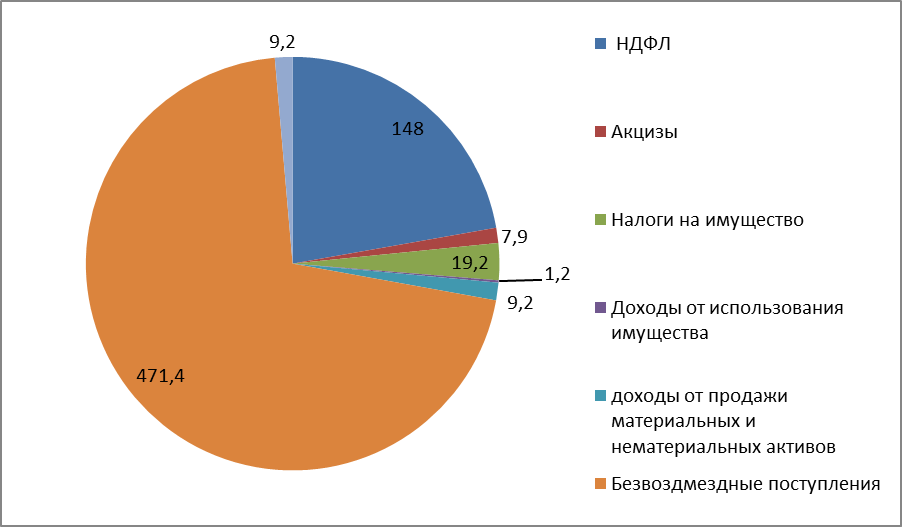 9,2
148
7,9
19,2
1,2
9,2
471,4
НДФЛ
Акцизы
Налоги на имущество
Доходы от использования
имущества
доходы от продажи
материальных и
нематериальных активов
Безвоздмездные поступления